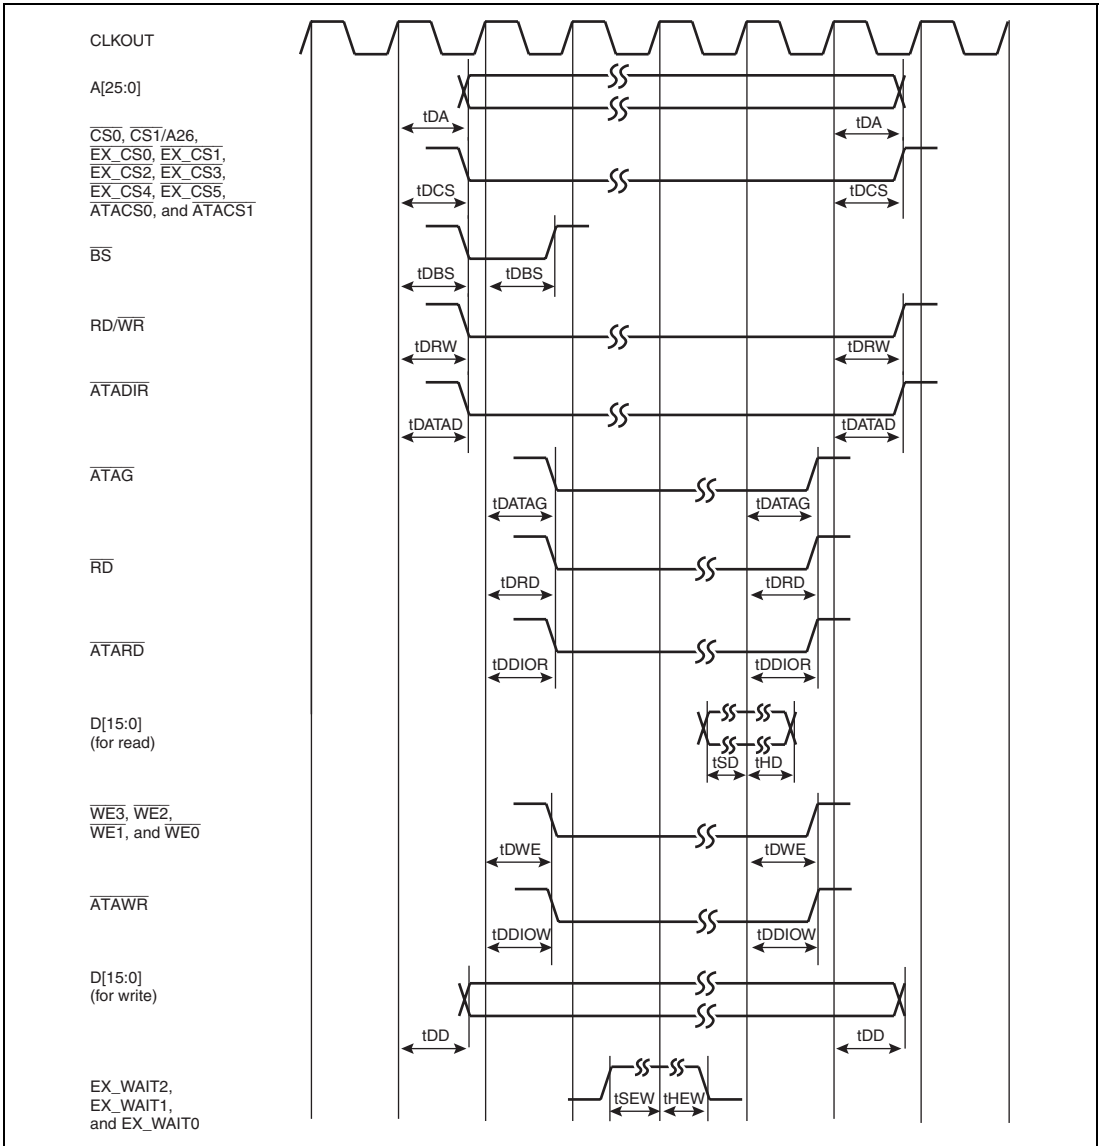 CLKOUT
A[25:0]
tDA tDA
CS0, CS1/A26,
EX_CS0, EX_CS1,
EX_CS2, EX_CS3,
EX_CS4, EX_CS5,
ATACS0, and ATACS1
tDCS tDCS
BS
tDBS tDBS
RD/WR
tDRW tDRW
ATADIR
tDATAD tDATAD
ATAG
tDATAG tDATAG
RD
tDRD tDRD
ATARD
tDDIOR tDDIOR
D[15:0]
(for read)
tSD tHD
WE3, WE2,
WE1, and WE0
tDWE tDWE
ATAWR
tDDIOW tDDIOW
D[15:0]
(for write)
tDD tDD
EX_WAIT2,
EX_WAIT1,
and EX_WAIT0
tSEW tHEW